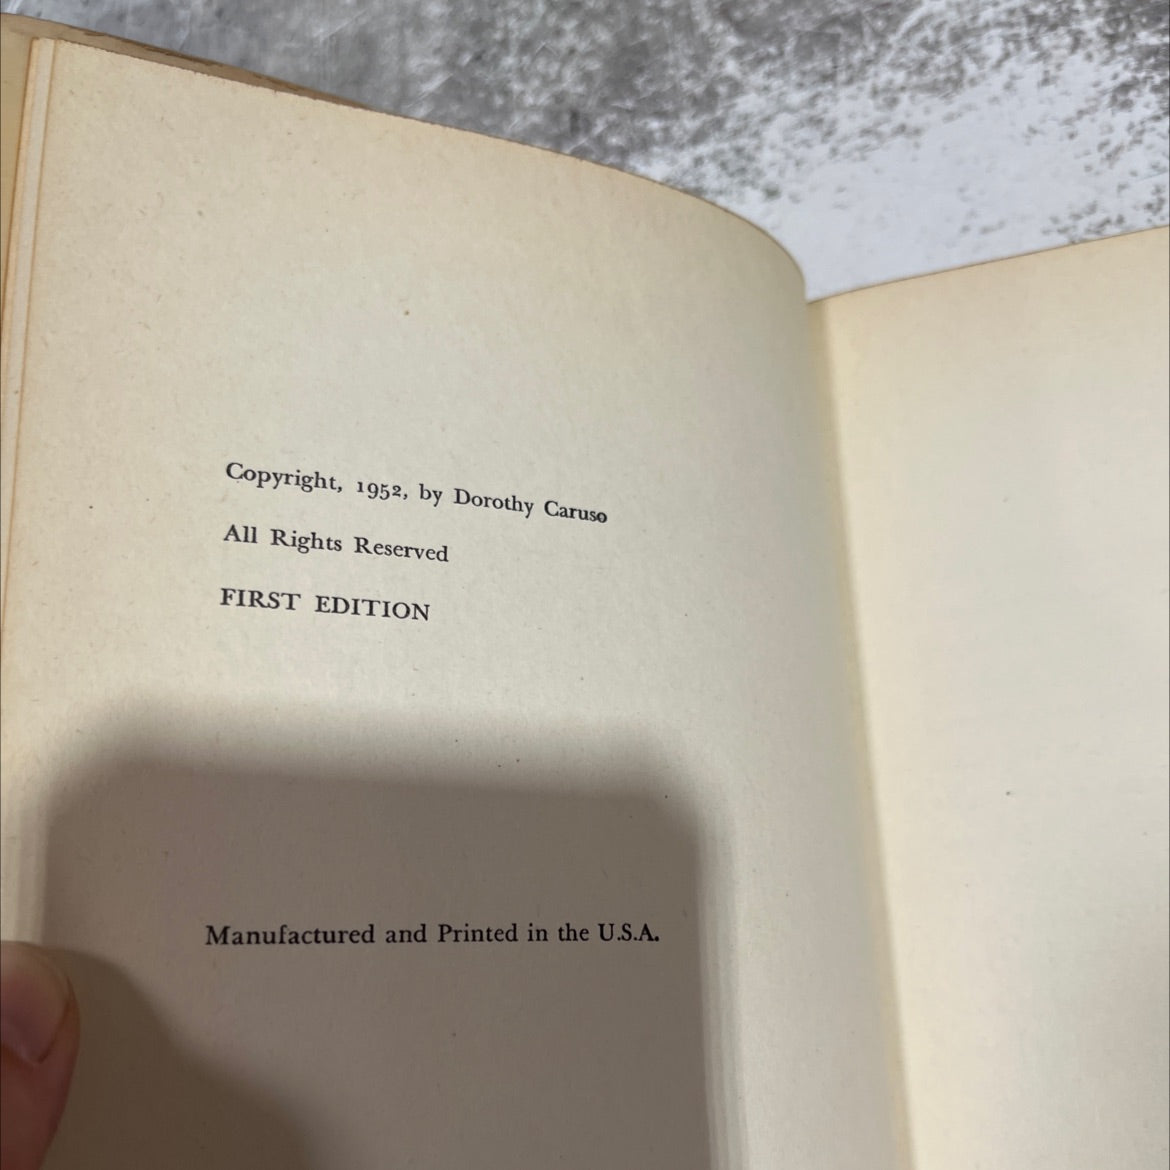 Copyright, 1952, by Dorothy Caruso
All Rights Reserved
FIRST EDITION
Manufactured and Printed in the U.S.A.